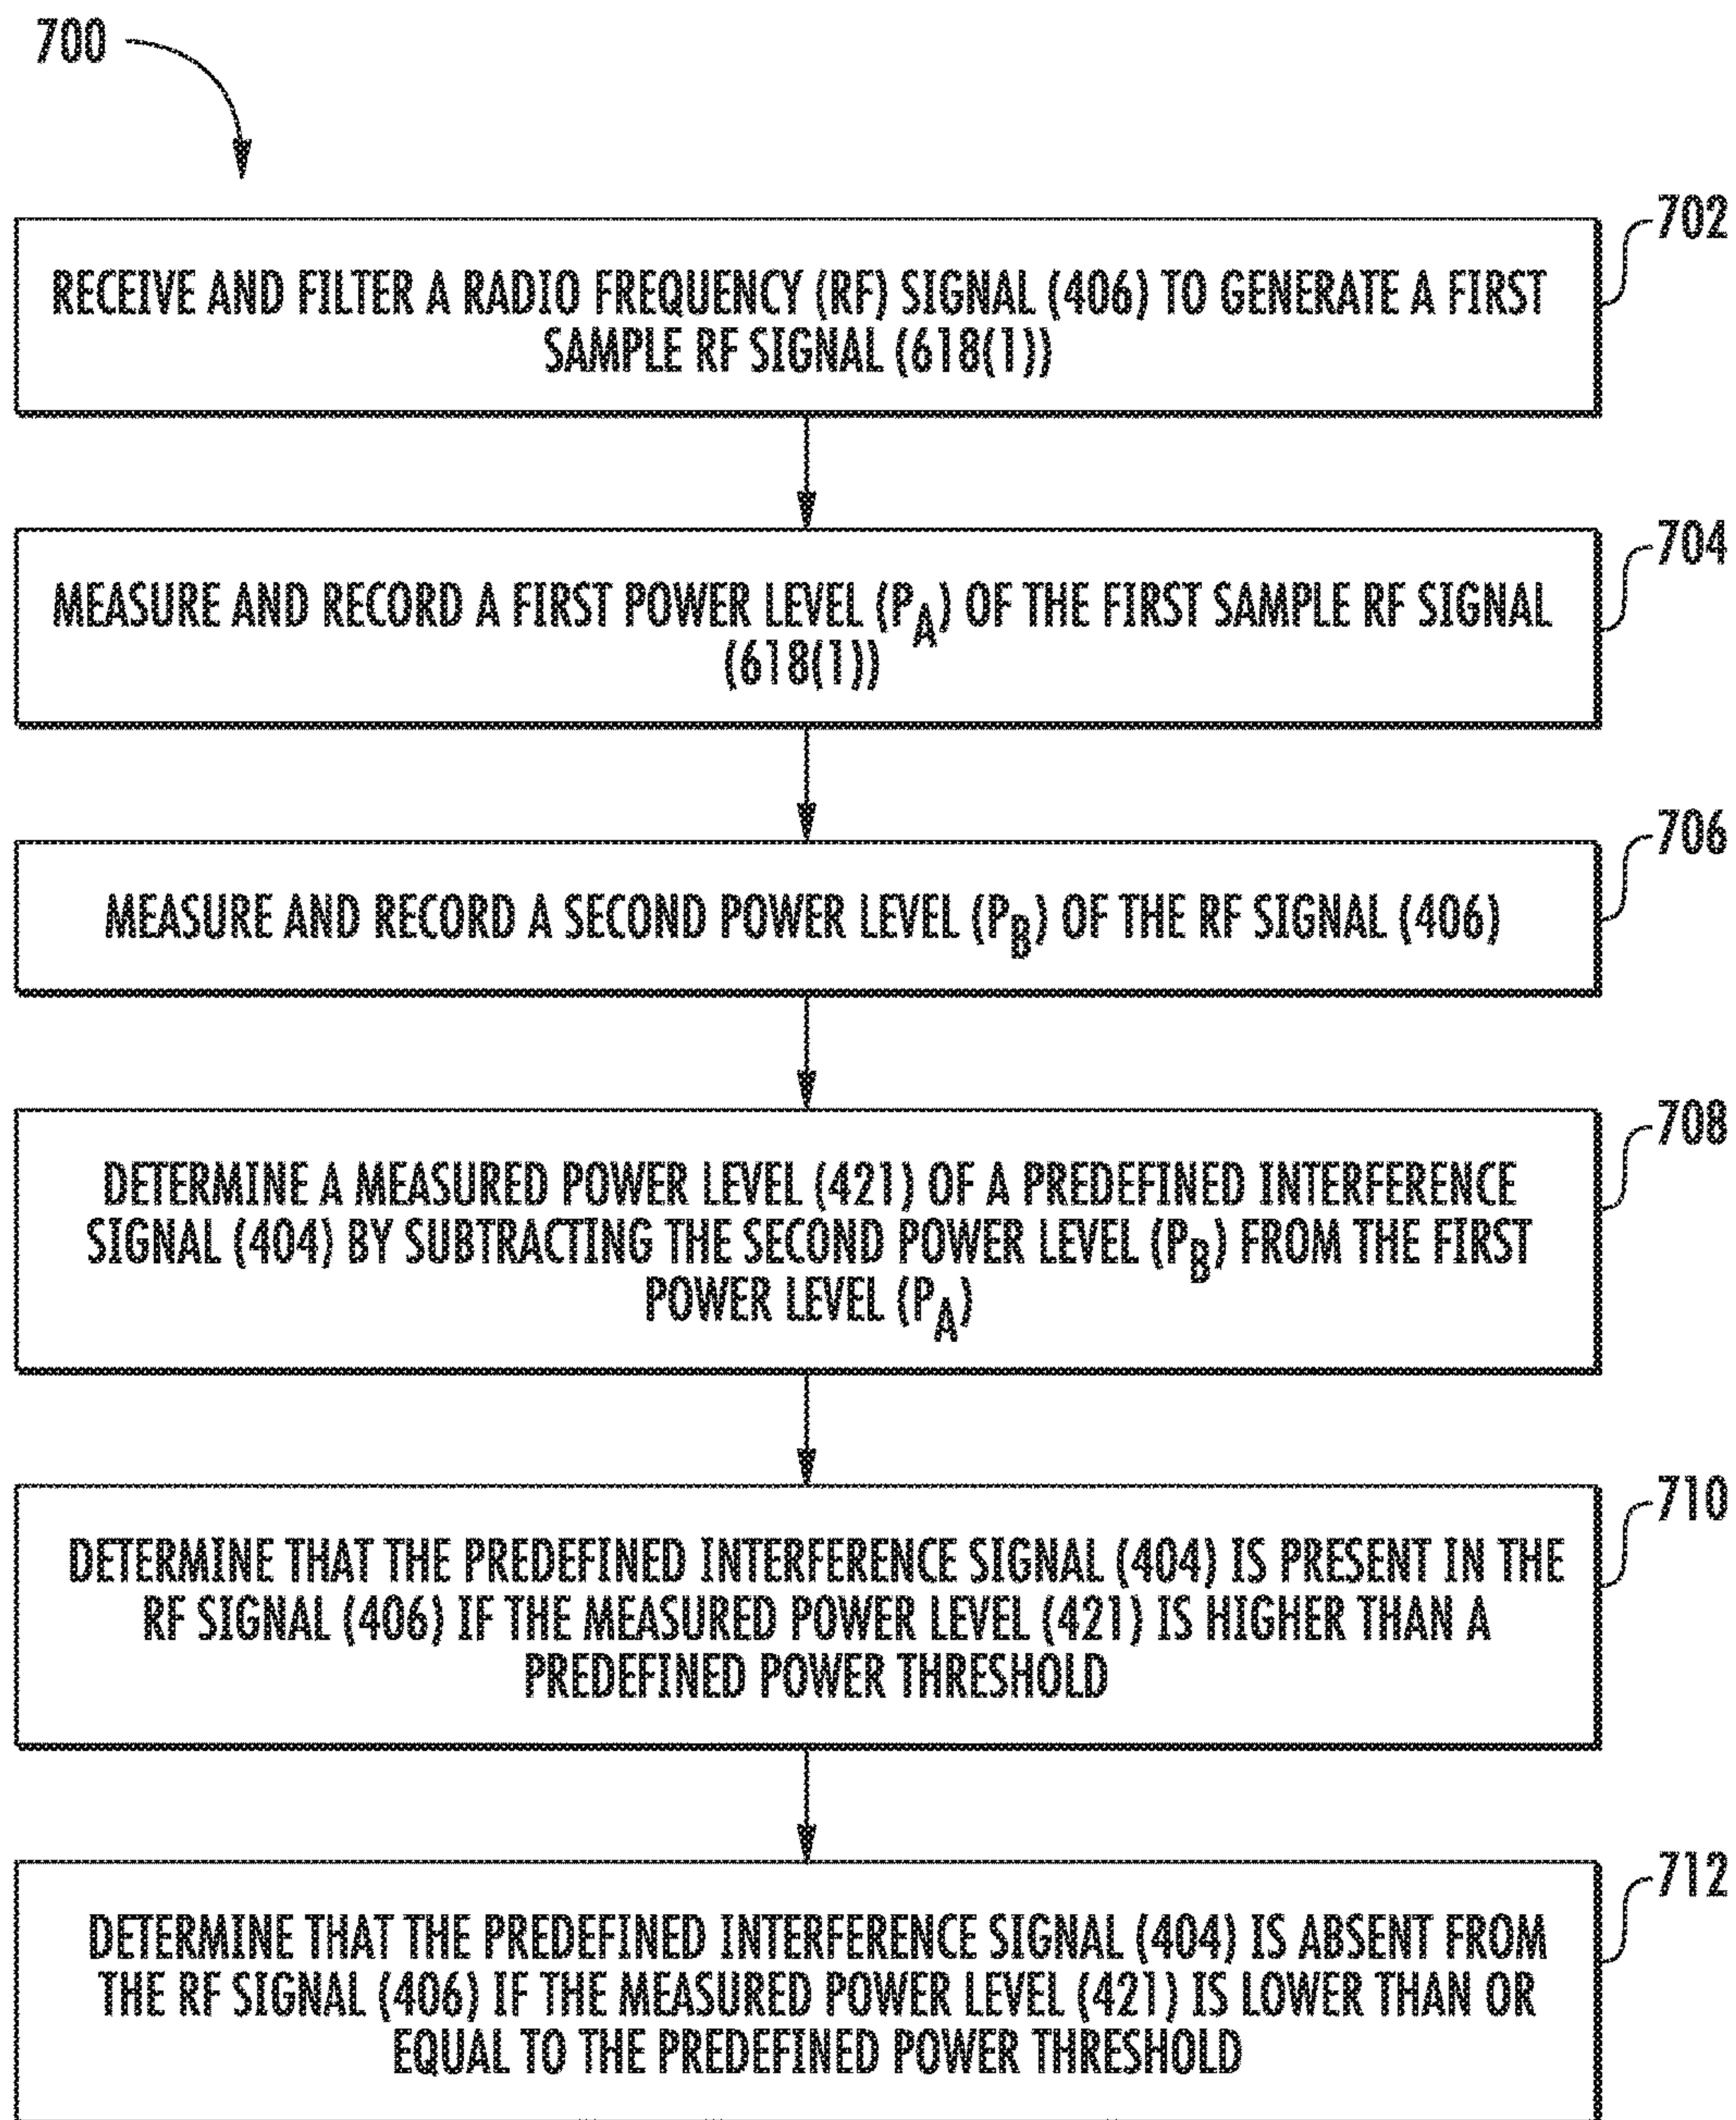 700
702
RECEIVE AND FILTER A RADIO FREQUENCY (RF) SIGNAL (406) TO GENERATE A FIRST
SAMPLE RF SIGNAL (618(1))
704
MEASURE AND RECORD A FIRST POWER LEVEL (PA) OF THE FIRST SAMPLE RF SIGNAL
(618(1))
706
MEASURE AND RECORD A SECOND POWER LEVEL (PB) OF THE RF SIGNAL (406)
708
DETERMINE A MEASURED POWER LEVEL (421) OF A PREDEFINED INTERFERENCE
SIGNAL (404) BY SUBTRACTING THE SECOND POWER LEVEL (PB) FROM THE FIRST
POWER LEVEL (PA)
710
DETERMINE THAT THE PREDEFINED INTERFERENCE SIGNAL (404) IS PRESENT IN THE
RF SIGNAL (406) IF THE MEASURED POWER LEVEL (421) IS HIGHER THAN A
PREDEFINED POWER THRESHOLD
712
DETERMINE THAT THE PREDEFINED INTERFERENCE SIGNAL (404) IS ABSENT FROM
THE RF SIGNAL (406) IF THE MEASURED POWER LEVEL (421) IS LOWER THAN OR
EQUAL TO THE PREDEFINED POWER THRESHOLD